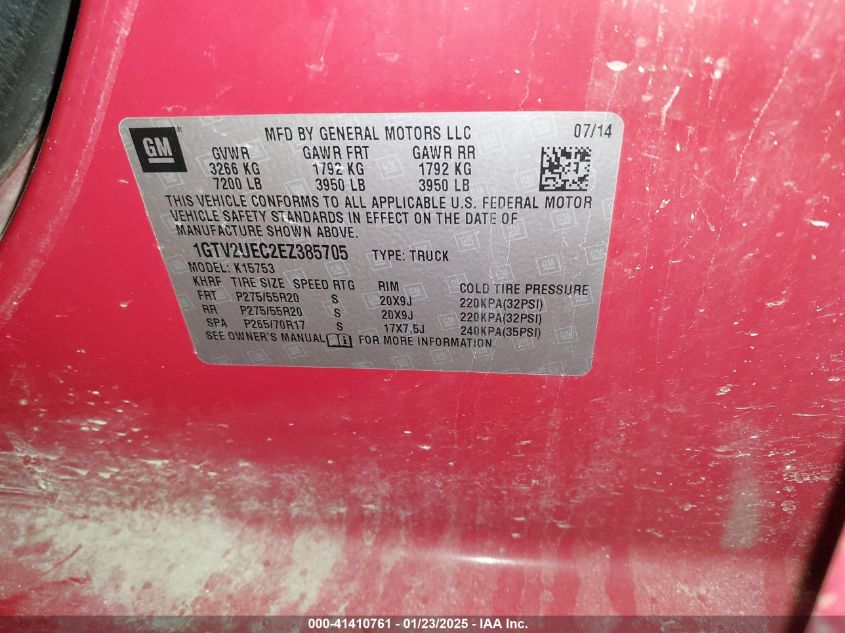 GM
MFD BY GENERAL MOTORS LLC 07/14
GVWR GAWR FRT GAWR RR
3266 KG 1792 KG 1792 KG
7200 LB 3950 LB 3950 LB
THIS VEHICLE CONFORMS TO ALL APPLICABLE U.S. FEDERAL MOTOR
VEHICLE SAFETY STANDARDS IN EFFECT ON THE DATE OF
MANUFACTURE SHOWN ABOVE.
1GTV2UEC2EZ385705 TYPE: TRUCK
MODEL: K15753
KHRF TIRE SIZE SPEED RTG RIM COLD TIRE PRESSURE
FRT P275/55R20 S 20X9J 220KPA(32PSI)
RR P275/55R20 S 20X9J 220KPA(32PSI)
SPA P265/70R17 S 17X7.5J 240KPA(35PSI)
SEE OWNER'S MANUAL FOR MORE INFORMATION.
000-41410761 - 01/23/2025 - IAA Inc.